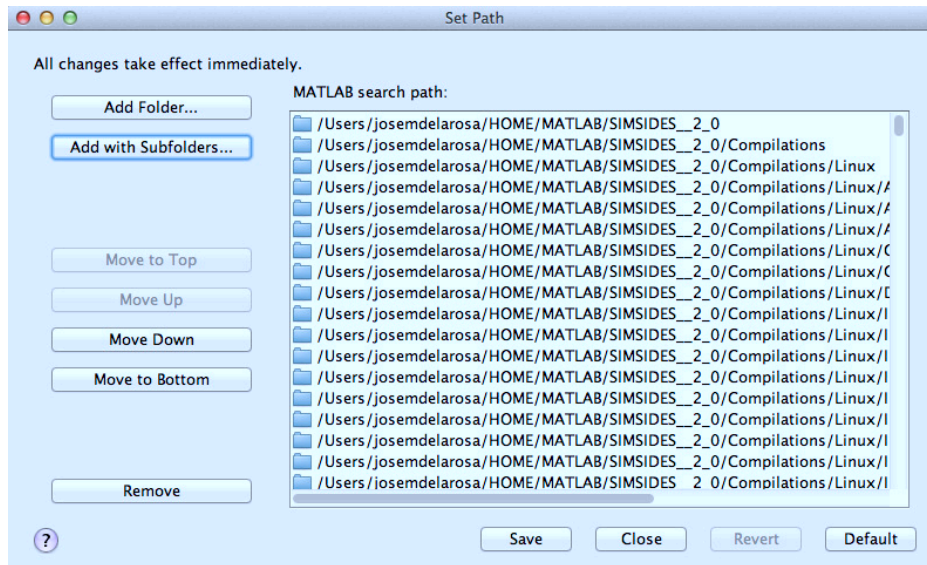 Set Path
All changes take effect immediately.
MATLAB search path:
Add Folder...
Add with Subfolders...
Move to Top
Move Up
Move Down
Move to Bottom
Remove
/Users/josemdelarosa/HOME/MATLAB/SIMSIDES__2_0
/Users/josemdelarosa/HOME/MATLAB/SIMSIDES__2_0/Compilations
/Users/josemdelarosa/HOME/MATLAB/SIMSIDES__2_0/Compilations/Linux
/Users/josemdelarosa/HOME/MATLAB/SIMSIDES__2_0/Compilations/Linux/A
/Users/josemdelarosa/HOME/MATLAB/SIMSIDES__2_0/Compilations/Linux/A
/Users/josemdelarosa/HOME/MATLAB/SIMSIDES__2_0/Compilations/Linux/A
/Users/josemdelarosa/HOME/MATLAB/SIMSIDES__2_0/Compilations/Linux/C
/Users/josemdelarosa/HOME/MATLAB/SIMSIDES__2_0/Compilations/Linux/C
/Users/josemdelarosa/HOME/MATLAB/SIMSIDES__2_0/Compilations/Linux/D
/Users/josemdelarosa/HOME/MATLAB/SIMSIDES__2_0/Compilations/Linux/I
/Users/josemdelarosa/HOME/MATLAB/SIMSIDES__2_0/Compilations/Linux/I
/Users/josemdelarosa/HOME/MATLAB/SIMSIDES__2_0/Compilations/Linux/I
/Users/josemdelarosa/HOME/MATLAB/SIMSIDES__2_0/Compilations/Linux/I
/Users/josemdelarosa/HOME/MATLAB/SIMSIDES__2_0/Compilations/Linux/I
/Users/josemdelarosa/HOME/MATLAB/SIMSIDES__2_0/Compilations/Linux/I
/Users/josemdelarosa/HOME/MATLAB/SIMSIDES__2_0/Compilations/Linux/I
/Users/josemdelarosa/HOME/MATLAB/SIMSIDES__2_0/Compilations/Linux/I
/Users/josemdelarosa/HOME/MATLAB/SIMSIDES__2_0/Compilations/Linux/I
?
Save
Close
Revert
Default